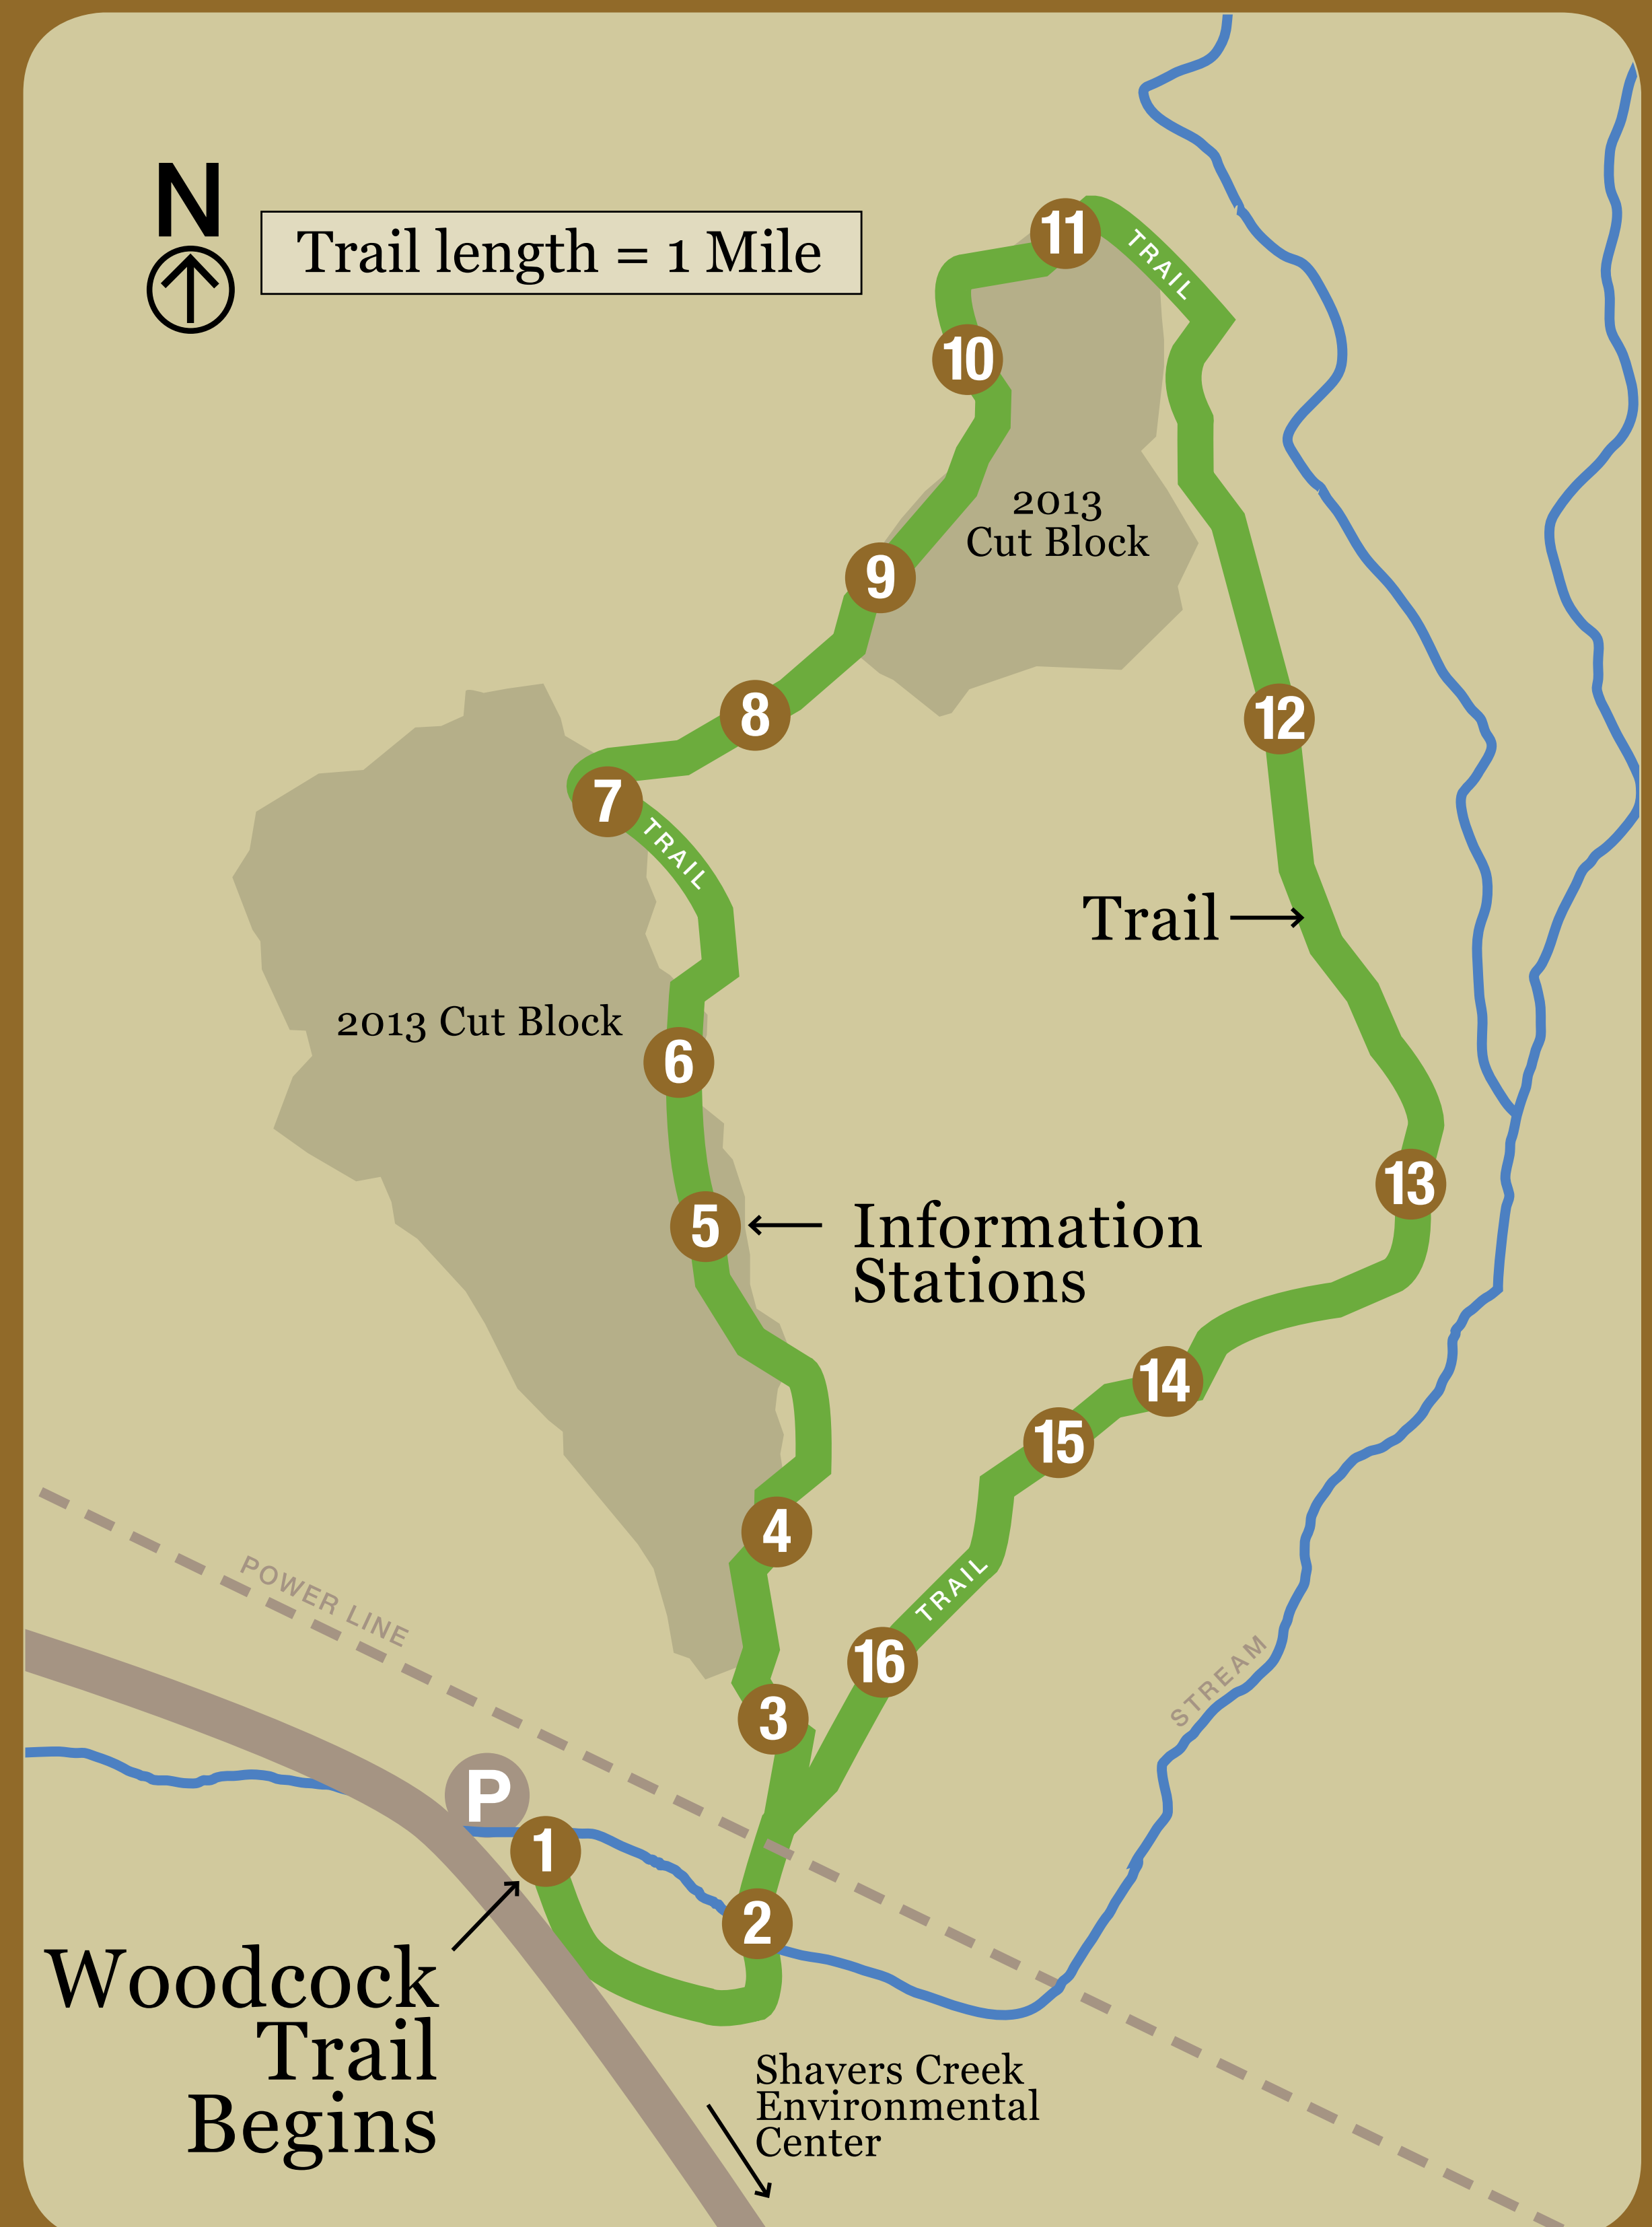 N
Trail length = 1 Mile
11
TRAIL
10
2013
Cut Block
9
8
12
7
TRAIL
Trail
2013 Cut Block
6
13
5
Information
Stations
14
15
4
POWER LINE
TRAIL
16
STREAM
3
P
1
2
Woodcock
Trail
Begins
Shavers Creek
Environmental
Center